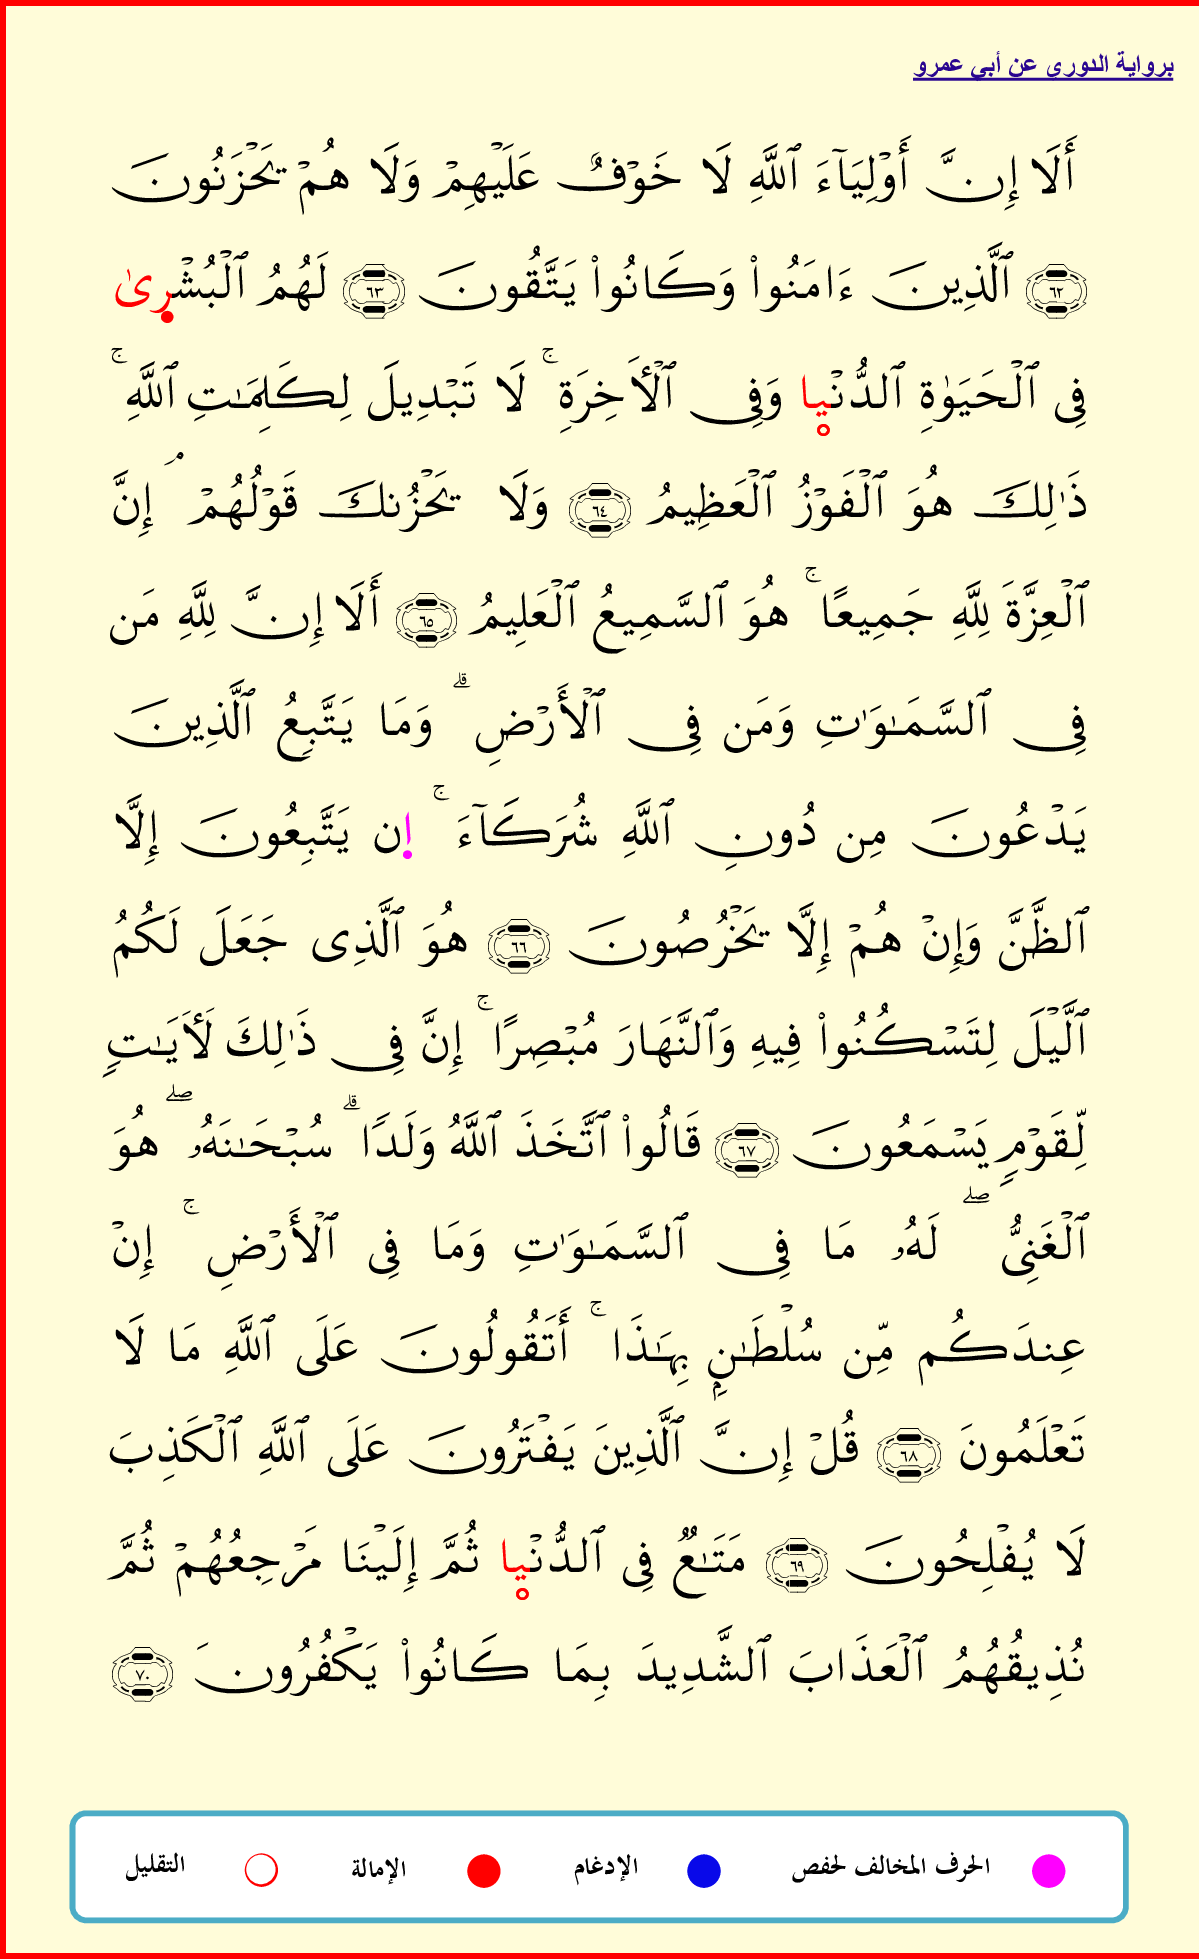 برواية الدورى عن أبى عمرو
أَلَآ إِنَّ أَوْلِيَآءَ ٱللَّهِ لَا خَوْفٌ عَلَيْهِمْ وَلَا هُمْ يَحْزَنُونَ
٦٢ ٱلَّذِينَ ءَامَنُوا۟ وَكَانُوا۟ يَتَّقُونَ ٦٣ لَهُمُ ٱلْبُشْرِىٰ
فِى ٱلْحَيَوٰةِ ٱلدُّنْيا وَفِى ٱلْأَخِرَةِ ۚ لَا تَبْدِيلَ لِكَلِمَـٰتِ ٱللَّهِ ۚ
ذَٰلِكَ هُوَ ٱلْفَوْزُ ٱلْعَظِيمُ ٦٤ وَلَا يَحْزُنكَ قَوْلُهُمْ ۘ إِنَّ
ٱلْعِزَّةَ لِلَّهِ جَمِيعًا ۚ هُوَ ٱلسَّمِيعُ ٱلْعَلِيمُ ٦٥ أَلَآ إِنَّ لِلَّهِ مَن
فِى ٱلسَّمَـٰوَٰتِ وَمَن فِى ٱلْأَرْضِ ۗ وَمَا يَتَّبِعُ ٱلَّذِينَ
يَدْعُونَ مِن دُونِ ٱللَّهِ شُرَكَآءَ ۚ إِن يَتَّبِعُونَ إِلَّا
ٱلظَّنَّ وَإِنْ هُمْ إِلَّا يَخْرُصُونَ ٦٦ هُوَ ٱلَّذِى جَعَلَ لَكُمُ
ٱلَّيْلَ لِتَسْكُنُوا۟ فِيهِ وَٱلنَّهَارَ مُبْصِرًا ۚ إِنَّ فِى ذَٰلِكَ لَأَيَـٰتٍ
لِّقَوْمٍ يَسْمَعُونَ ٦٧ قَالُوا۟ ٱتَّخَذَ ٱللَّهُ وَلَدًا ۗ سُبْحَـٰنَهُۥ ۖ هُوَ
ٱلْغَنِىُّ ۖ لَهُۥ مَا فِى ٱلسَّمَـٰوَٰتِ وَمَا فِى ٱلْأَرْضِ ۚ إِنْ
عِندَكُم مِّن سُلْطَـٰنٍۭ بِهَـٰذَا ۚ أَتَقُولُونَ عَلَى ٱللَّهِ مَا لَا
تَعْلَمُونَ ٦٨ قُلْ إِنَّ ٱلَّذِينَ يَفْتَرُونَ عَلَى ٱللَّهِ ٱلْكَذِبَ
لَا يُفْلِحُونَ ٦٩ مَتَـٰعٌ فِى ٱلدُّنْيا ثُمَّ إِلَيْنَا مَرْجِعُهُمْ ثُمَّ
نُذِيقُهُمُ ٱلْعَذَابَ ٱلشَّدِيدَ بِمَا كَانُوا۟ يَكْفُرُونَ ٧٠
الحرف المخالف لحفص الإدغام الإمالة التقليل